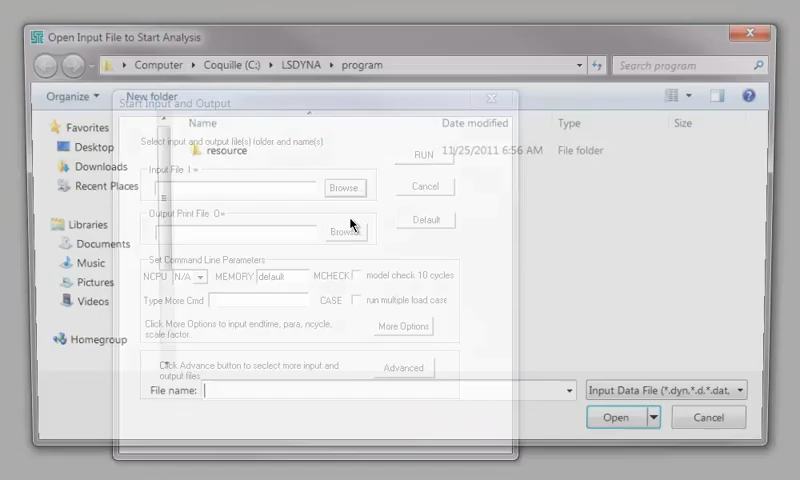 Open Input File to Start Analysis
Computer Coquille (C:) LSDYNA program
Search program
Organize New folder
Start Input and Output
Favorites
Desktop
Downloads
Recent Places
Libraries
Documents
Music
Pictures
Videos
Homegroup
Name Date modified Type Size
resource 11/25/2011 6:56 AM File folder
Select input and output file(s) folder and name(s)
RUN
Input File I =
Browse..
Cancel
Output Print File O=
Browse..
Default
Set Command Line Parameters
NCPU N/A MEMORY default MCHECK model check 10 cycles
Type More Cmd CASE run multiple load case
Click More Options to input endtime, para, ncycle,
scale factor.
More Options
Click Advance button to seclect more input and
output files
Advanced
File name:
Input Data File (*.dyn,*.d,*.dat,
Open Cancel